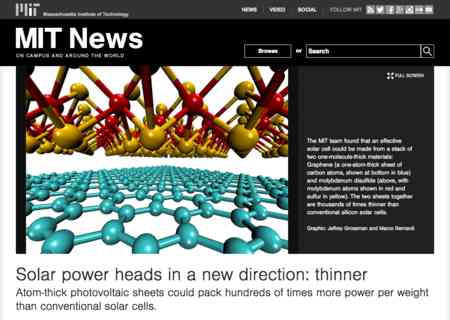 MIT
Massachusetts Institute of Technology
NEWS | VIDEO | SOCIAL | FOLLOW MIT
MIT News
ON CAMPUS AND AROUND THE WORLD
Browse or Search
FULL SCREEN
The MIT team found that an effective
solar cell could be made from a stack of
two one-molecule-thick materials:
Graphene (a one-atom-thick sheet of
carbon atoms, shown at bottom in blue)
and molybdenum disulfide (above, with
molybdenum atoms shown in red and
sulfur in yellow). The two sheets together
are thousands of times thinner than
conventional silicon solar cells.
Graphic: Jeffrey Grossman and Marco Bernardi
Solar power heads in a new direction: thinner
Atom-thick photovoltaic sheets could pack hundreds of times more power per weight
than conventional solar cells.